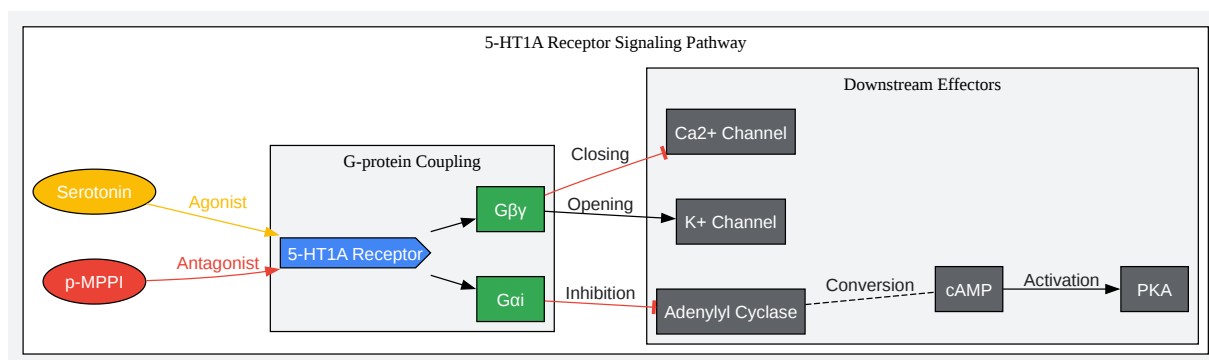 5-HT1A Receptor Signaling Pathway
Downstream Effectors
Ca2+ Channel
Closing
G-protein Coupling
Serotonin
Agonist
Gβγ
Opening
K+ Channel
5-HT1A Receptor
Antagonist
p-MPPI
Gαi
Inhibition
Adenylyl Cyclase
Conversion
cAMP
Activation
PKA